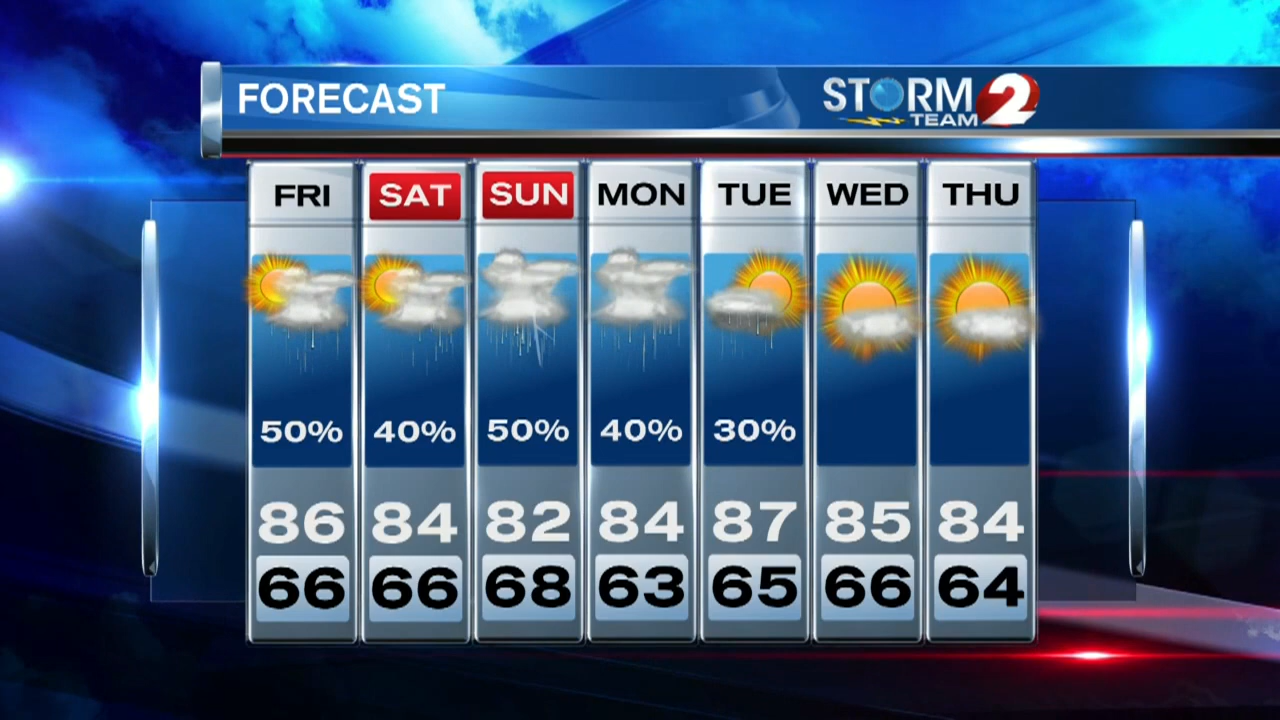 FORECAST
STORM
TEAM 2
FRI SAT SUN MON TUE WED THU
50% 40% 50% 40% 30%
86 84 82 84 87 85 84
66 66 68 63 65 66 64